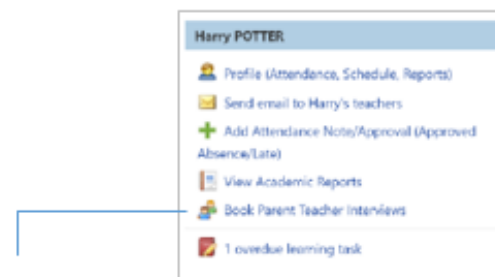 Harry POTTER
Profile (Attendance, Schedule, Reports)
Send email to Harry's teachers
Add Attendance Note/Approval (Approved
Absence/Late)
View Academic Reports
Book Parent Teacher Interviews
1 overdue learning task